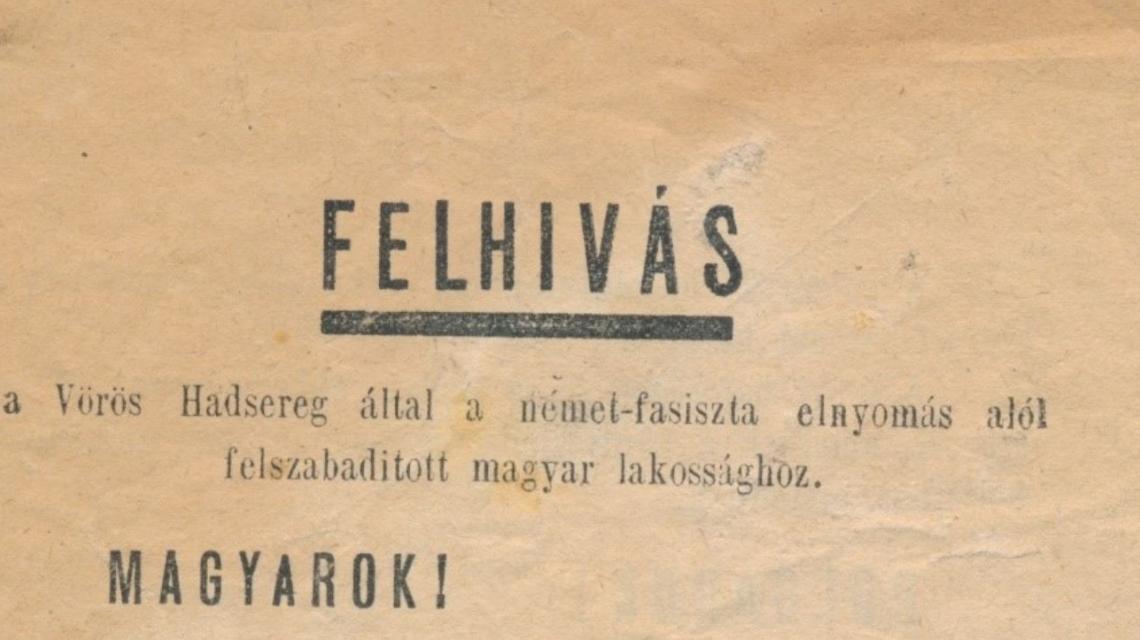 FELHIVÁS
a Vörös Hadsereg által a német-fasiszta elnyomás alól
felszabaditott magyar lakossághoz.
MAGYAROK!